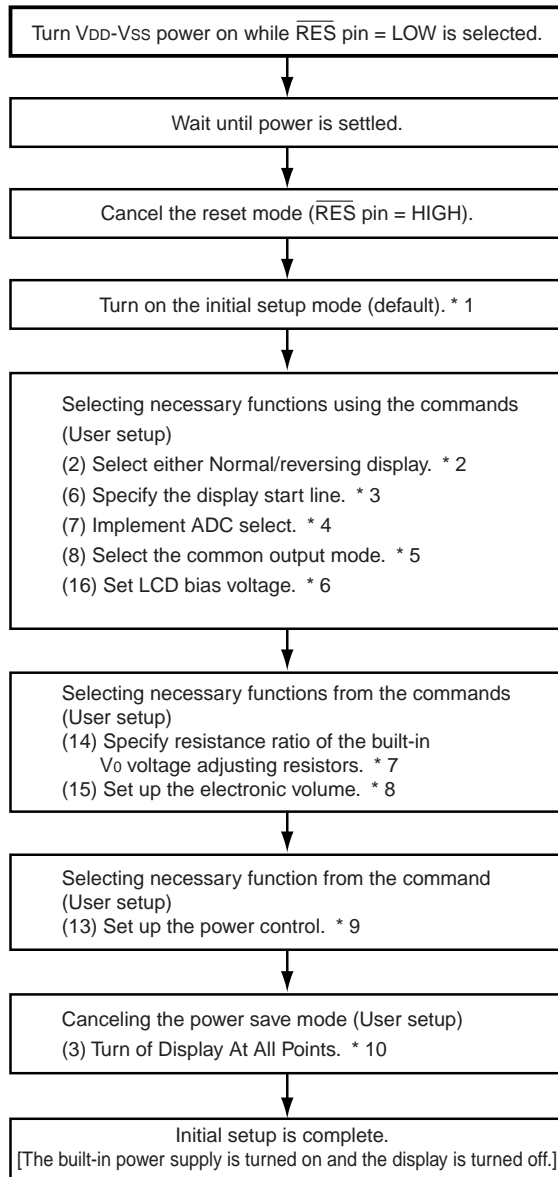 Turn VDD-VSS power on while R̅E̅S̅ pin = LOW is selected.
Wait until power is settled.
Cancel the reset mode (R̅E̅S̅ pin = HIGH).
Turn on the initial setup mode (default). * 1
Selecting necessary functions using the commands
(User setup)
(2) Select either Normal/reversing display. * 2
(6) Specify the display start line. * 3
(7) Implement ADC select. * 4
(8) Select the common output mode. * 5
(16) Set LCD bias voltage. * 6
Selecting necessary functions from the commands
(User setup)
(14) Specify resistance ratio of the built-in
V0 voltage adjusting resistors. * 7
(15) Set up the electronic volume. * 8
Selecting necessary function from the command
(User setup)
(13) Set up the power control. * 9
Canceling the power save mode (User setup)
(3) Turn of Display At All Points. * 10
Initial setup is complete.
[The built-in power supply is turned on and the display is turned off.]